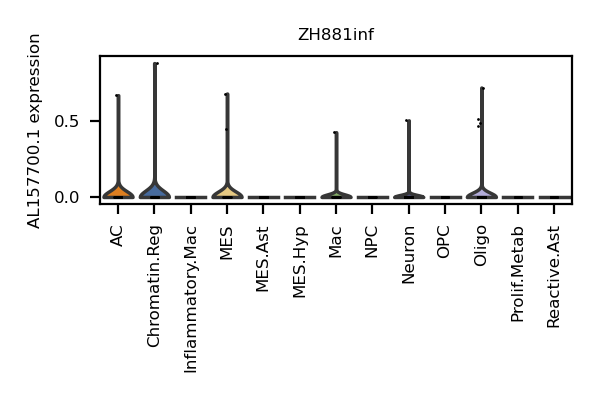 ZH881inf
AL157700.1 expression
0.5
0.0
AC
Chromatin.Reg
Inflammatory.Mac
MES
MES.Ast
MES.Hyp
Mac
NPC
Neuron
OPC
Oligo
Prolif.Metab
Reactive.Ast